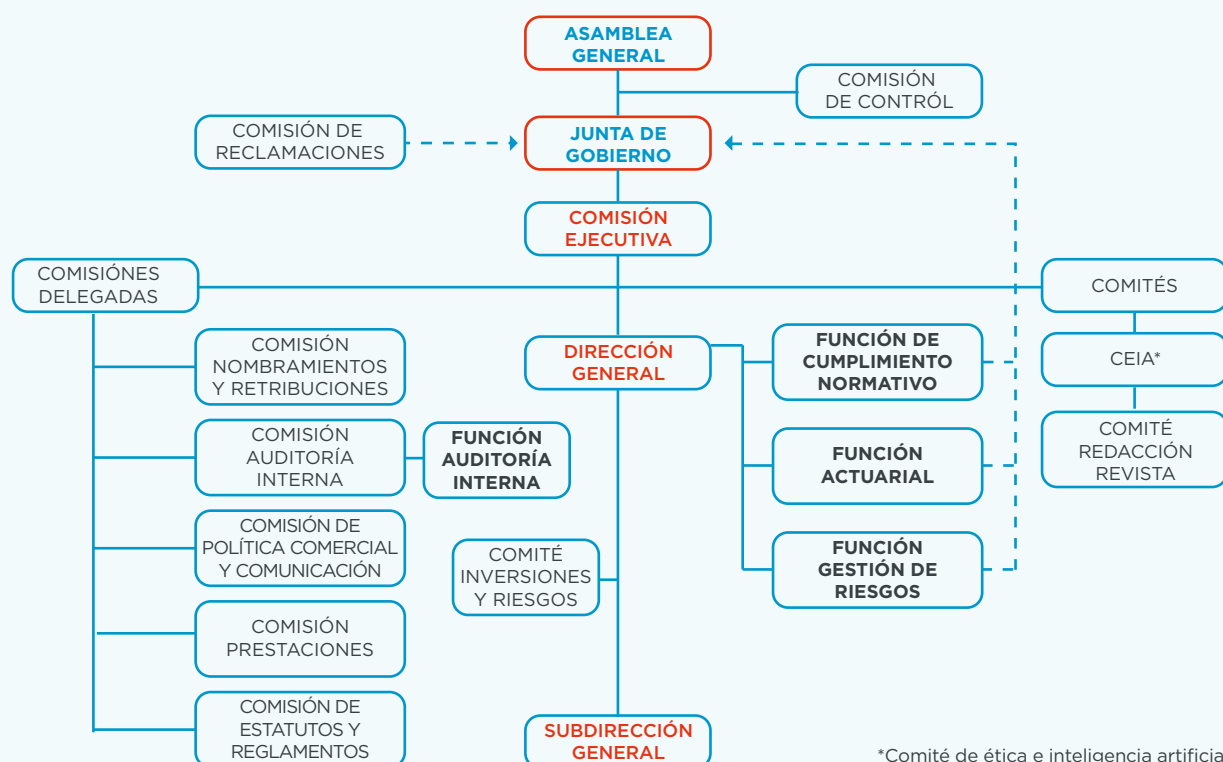 ASAMBLEA
GENERAL
COMISIÓN
DE CONTRÓL
COMISIÓN DE
RECLAMACIONES
JUNTA DE
GOBIERNO
COMISIÓN
EJECUTIVA
COMISIÓNES
DELEGADAS
COMITÉS
COMISIÓN
NOMBRAMIENTOS
Y RETRIBUCIONES
DIRECCIÓN
GENERAL
FUNCIÓN DE
CUMPLIMIENTO
NORMATIVO
CEIA*
COMISIÓN
AUDITORÍA
INTERNA
FUNCIÓN
AUDITORÍA
INTERNA
FUNCIÓN
ACTUARIAL
COMITÉ
REDACCIÓN
REVISTA
COMISIÓN DE
POLÍTICA COMERCIAL
Y COMUNICACIÓN
COMITÉ
INVERSIONES
Y RIESGOS
FUNCIÓN
GESTIÓN DE
RIESGOS
COMISIÓN
PRESTACIONES
COMISIÓN DE
ESTATUTOS Y
REGLAMENTOS
SUBDIRECCIÓN
GENERAL
*Comité de ética e inteligencia artificia